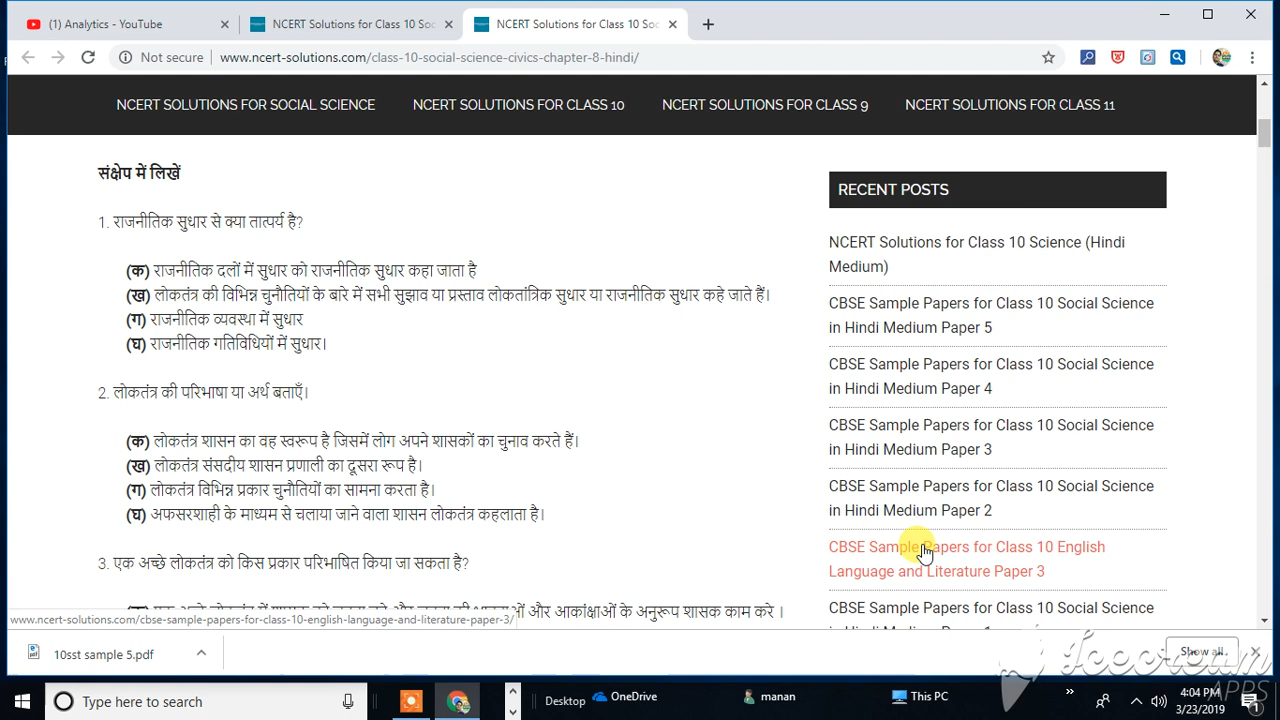 (1) Analytics - YouTube
NCERT Solutions for Class 10 Soc
NCERT Solutions for Class 10 Soc
Not secure
www.ncert-solutions.com/class-10-social-science-civics-chapter-8-hindi/
NCERT SOLUTIONS FOR SOCIAL SCIENCE
NCERT SOLUTIONS FOR CLASS 10
NCERT SOLUTIONS FOR CLASS 9
NCERT SOLUTIONS FOR CLASS 11
संक्षेप में लिखें
1. राजनीतिक सुधार से क्या तात्पर्य है?
(क) राजनीतिक दलों में सुधार को राजनीतिक सुधार कहा जाता है
(ख) लोकतंत्र की विभिन्न चुनौतियों के बारे में सभी सुझाव या प्रस्ताव लोकतांत्रिक सुधार या राजनीतिक सुधार कहे जाते हैं।
(ग) राजनीतिक व्यवस्था में सुधार
(घ) राजनीतिक गतिविधियों में सुधार।
2. लोकतंत्र की परिभाषा या अर्थ बताएँ।
(क) लोकतंत्र शासन का वह स्वरूप है जिसमें लोग अपने शासकों का चुनाव करते हैं।
(ख) लोकतंत्र संसदीय शासन प्रणाली का दूसरा रूप है।
(ग) लोकतंत्र विभिन्न प्रकार चुनौतियों का सामना करता है।
(घ) अफसरशाही के माध्यम से चलाया जाने वाला शासन लोकतंत्र कहलाता है।
3. एक अच्छे लोकतंत्र को किस प्रकार परिभाषित किया जा सकता है?
और आकांक्षाओं के अनुरूप शासक काम करे ।
RECENT POSTS
NCERT Solutions for Class 10 Science (Hindi
Medium)
CBSE Sample Papers for Class 10 Social Science
in Hindi Medium Paper 5
CBSE Sample Papers for Class 10 Social Science
in Hindi Medium Paper 4
CBSE Sample Papers for Class 10 Social Science
in Hindi Medium Paper 3
CBSE Sample Papers for Class 10 Social Science
in Hindi Medium Paper 2
CBSE Sample Papers for Class 10 English
Language and Literature Paper 3
CBSE Sample Papers for Class 10 Social Science
www.ncert-solutions.com/cbse-sample-papers-for-class-10-english-language-and-literature-paper-3/
10sst sample 5.pdf
Show all
Icecream
APPS
Type here to search
Desktop
OneDrive
manan
This PC
4:04 PM
3/23/2019